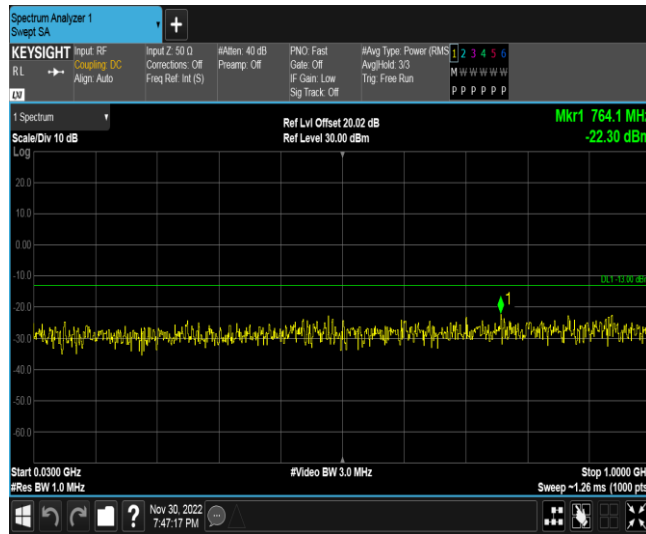 Spectrum Analyzer 1
Swept SA
+
KEYSIGHT
RL
LXI
Input: RF
Coupling: DC
Align: Auto
Input Z: 50 Ω
Corrections: Off
Freq Ref: Int (S)
#Atten: 40 dB
Preamp: Off
PNO: Fast
Gate: Off
IF Gain: Low
Sig Track: Off
#Avg Type: Power (RMS
Avg|Hold: 3/3
Trig: Free Run
1 2 3 4 5 6
M W W W W W
P P P P P P
1 Spectrum
Scale/Div 10 dB
Log
Ref Lvl Offset 20.02 dB
Ref Level 30.00 dBm
Mkr1 764.1 MHz
-22.30 dBm
20.0
10.0
0.00
-10.0
DL1 -13.00 dBm
-20.0
1
-30.0
-40.0
-50.0
-60.0
Start 0.0300 GHz
#Res BW 1.0 MHz
#Video BW 3.0 MHz
Stop 1.0000 GH
Sweep ~1.26 ms (1000 pts
?
Nov 30, 2022
7:47:17 PM